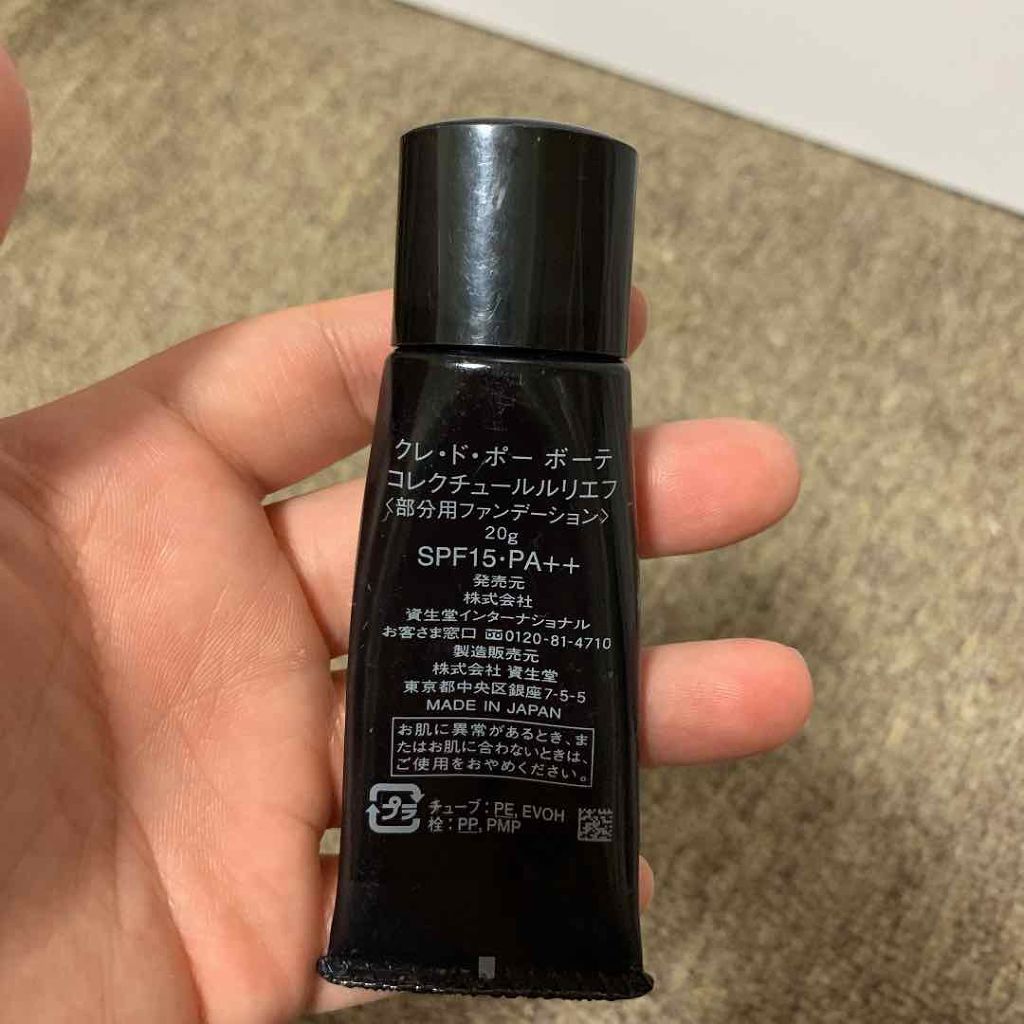 クレ・ド・ポー ボーテ
コレクチュールルリエフ
〈部分用ファンデーション〉
20g
SPF15・PA++
発売元
株式会社
資生堂インターナショナル
お客さま窓口 0120-81-4710
製造販売元
株式会社 資生堂
東京都中央区銀座7-5-5
MADE IN JAPAN
お肌に異常があるとき、ま
たはお肌に合わないときは、
ご使用をおやめください。
プラ
チューブ：PE, EVOH
栓：PP, PMP